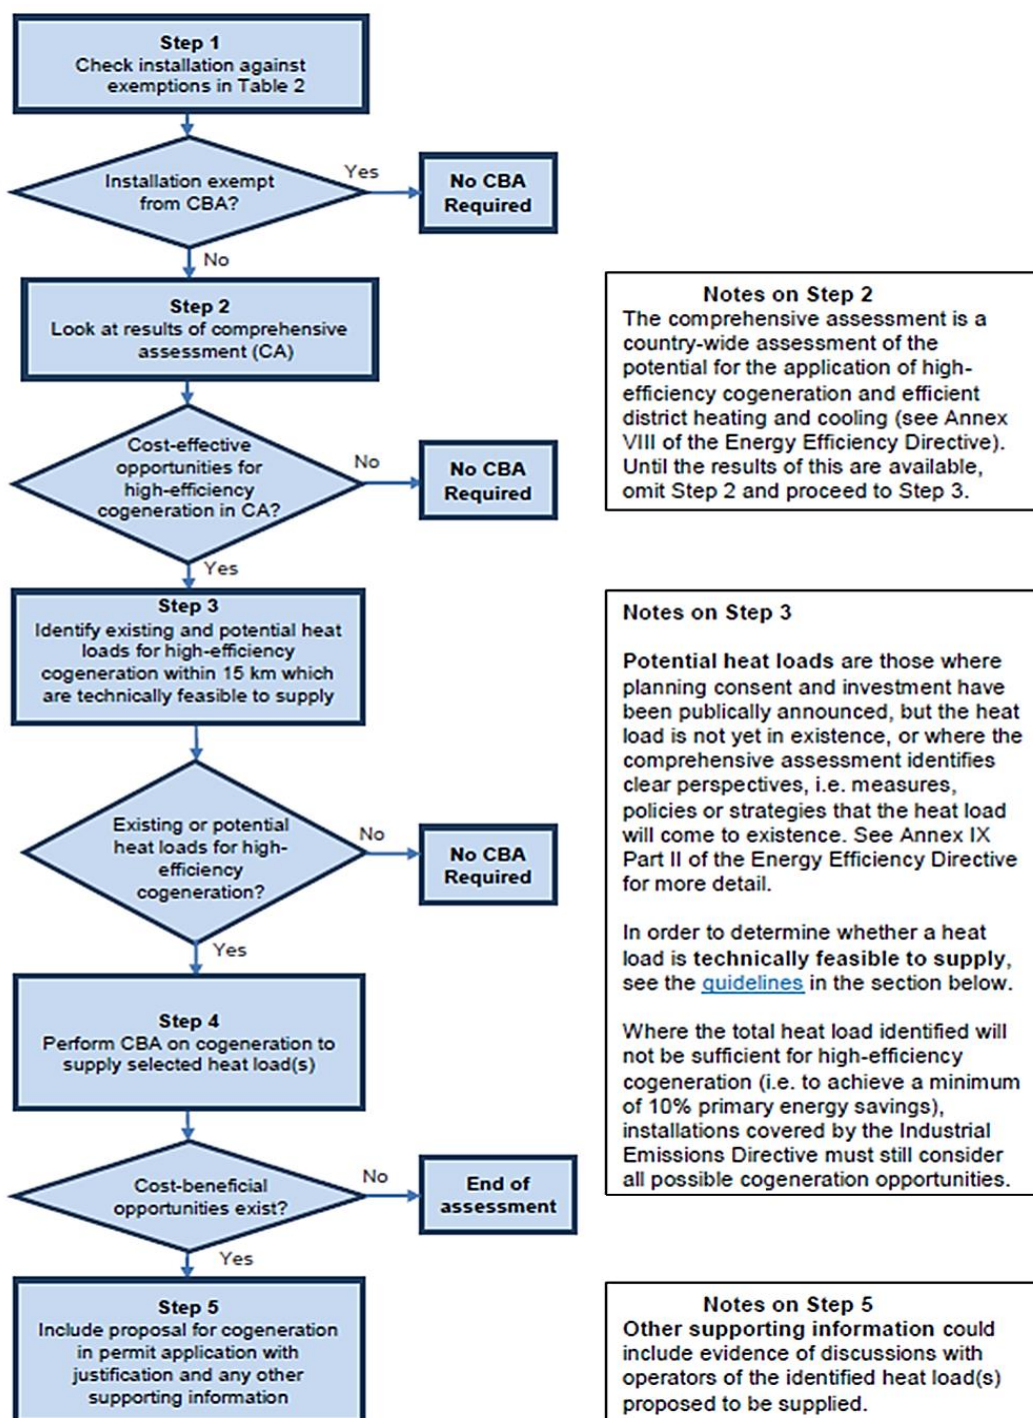 Step 1
Check installation against
exemptions in Table 2
Installation exempt
from CBA?
Yes
No CBA
Required
No
Step 2
Look at results of comprehensive
assessment (CA)
Cost-effective
opportunities for
high-efficiency
cogeneration in CA?
No
No CBA
Required
Yes
Notes on Step 2
The comprehensive assessment is a
country-wide assessment of the
potential for the application of high-
efficiency cogeneration and efficient
district heating and cooling (see Annex
VIII of the Energy Efficiency Directive).
Until the results of this are available,
omit Step 2 and proceed to Step 3.
Step 3
Identify existing and potential heat
loads for high-efficiency
cogeneration within 15 km which
are technically feasible to supply
Existing or potential
heat loads for high-
efficiency
cogeneration?
No
No CBA
Required
Yes
Notes on Step 3
Potential heat loads are those where
planning consent and investment have
been publically announced, but the heat
load is not yet in existence, or where the
comprehensive assessment identifies
clear perspectives, i.e. measures,
policies or strategies that the heat load
will come to existence. See Annex IX
Part II of the Energy Efficiency Directive
for more detail.
In order to determine whether a heat
load is technically feasible to supply,
see the guidelines in the section below.
Where the total heat load identified will
not be sufficient for high-efficiency
cogeneration (i.e. to achieve a minimum
of 10% primary energy savings),
installations covered by the Industrial
Emissions Directive must still consider
all possible cogeneration opportunities.
Step 4
Perform CBA on cogeneration to
supply selected heat load(s)
Cost-beneficial
opportunities exist?
No
End of
assessment
Yes
Step 5
Include proposal for cogeneration
in permit application with
justification and any other
supporting information
Notes on Step 5
Other supporting information could
include evidence of discussions with
operators of the identified heat load(s)
proposed to be supplied.